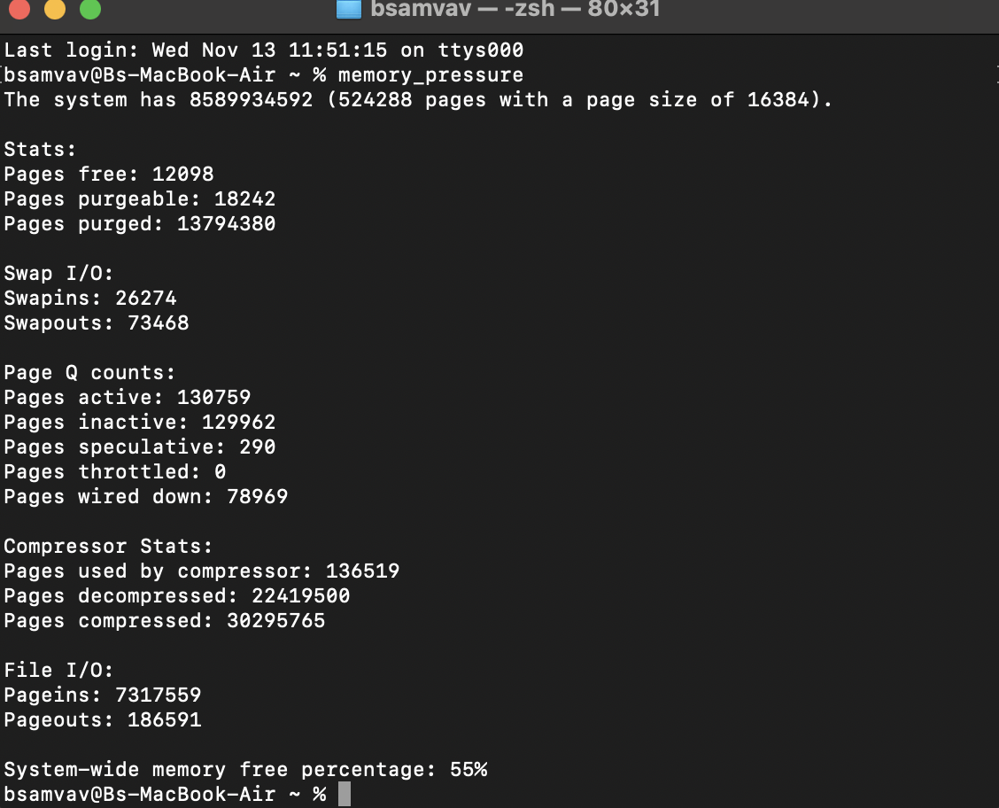 bsamvav — -zsh — 80×31
Last login: Wed Nov 13 11:51:15 on ttys000
bsamvav@Bs-MacBook-Air ~ % memory_pressure
The system has 8589934592 (524288 pages with a page size of 16384).
Stats:
Pages free: 12098
Pages purgeable: 18242
Pages purged: 13794380
Swap I/O:
Swapins: 26274
Swapouts: 73468
Page Q counts:
Pages active: 130759
Pages inactive: 129962
Pages speculative: 290
Pages throttled: 0
Pages wired down: 78969
Compressor Stats:
Pages used by compressor: 136519
Pages decompressed: 22419500
Pages compressed: 30295765
File I/O:
Pageins: 7317559
Pageouts: 186591
System-wide memory free percentage: 55%
bsamvav@Bs-MacBook-Air ~ %